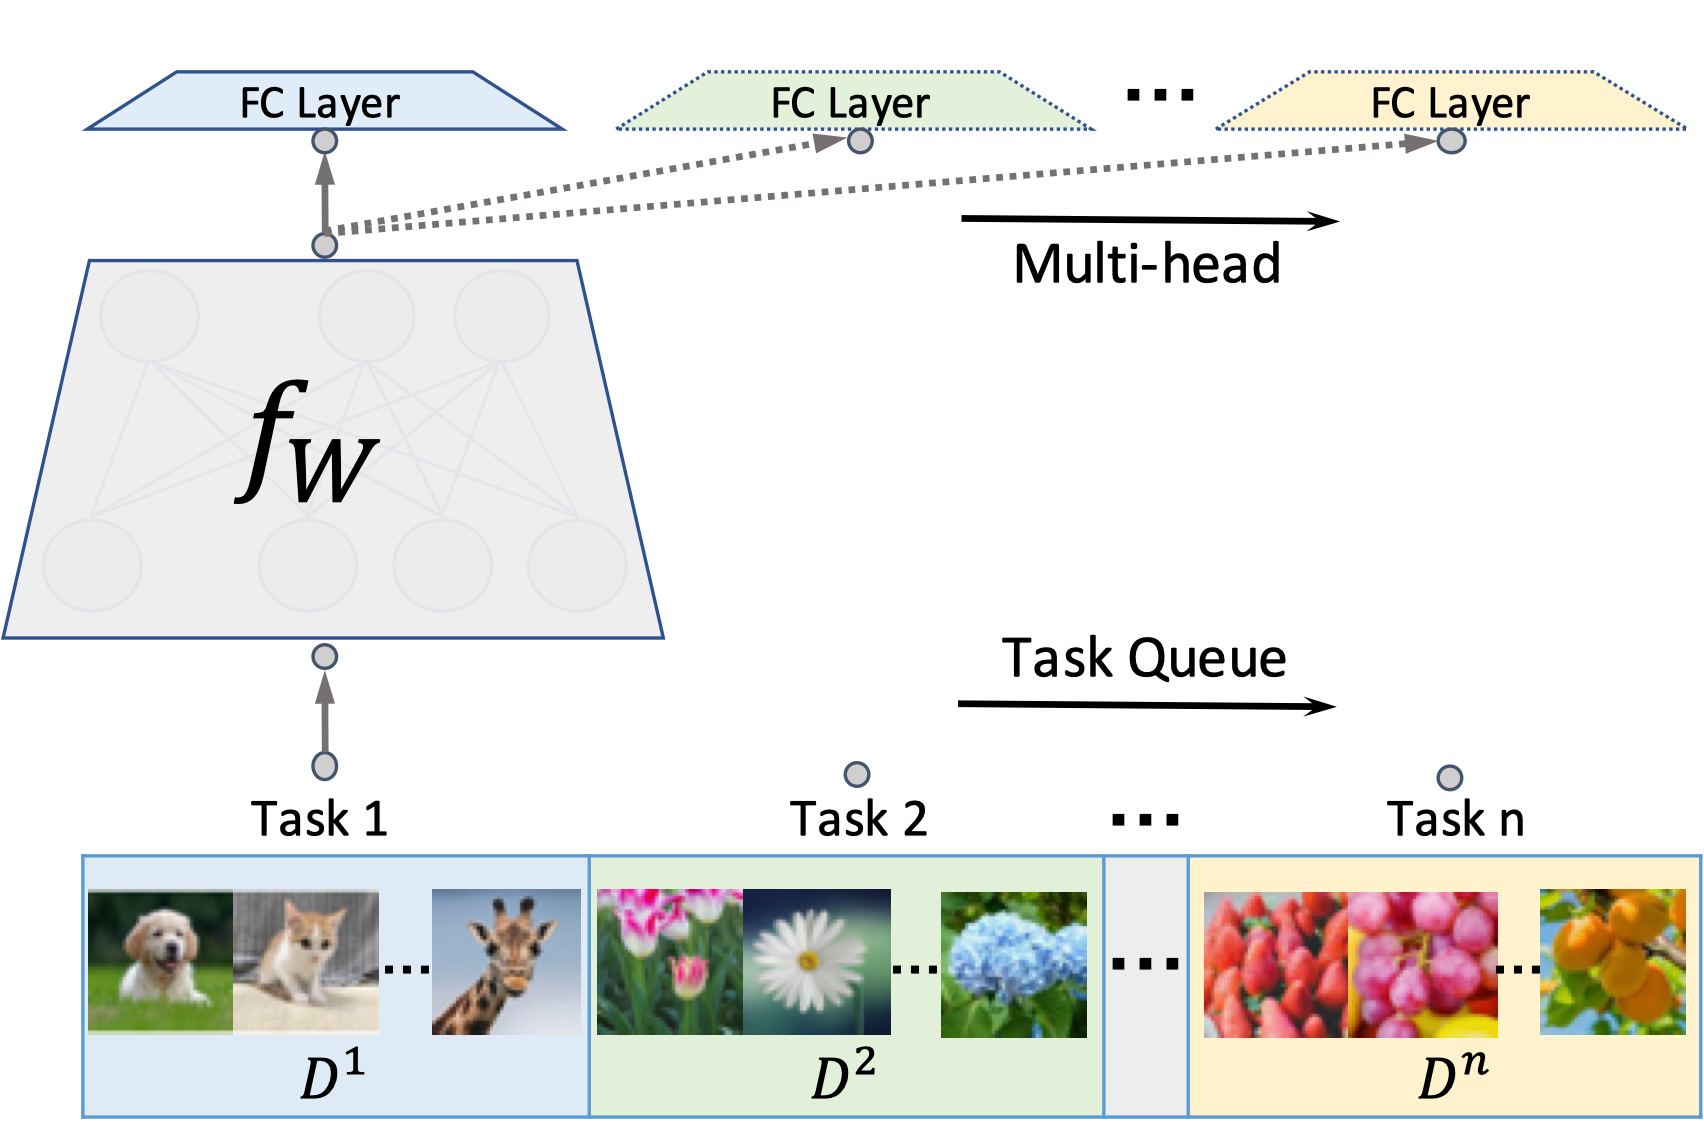 FC Layer
FC Layer
...
FC Layer
Multi-head
f_W
Task Queue
Task 1
Task 2
...
Task n
...
...
...
...
D^1
D^2
D^n